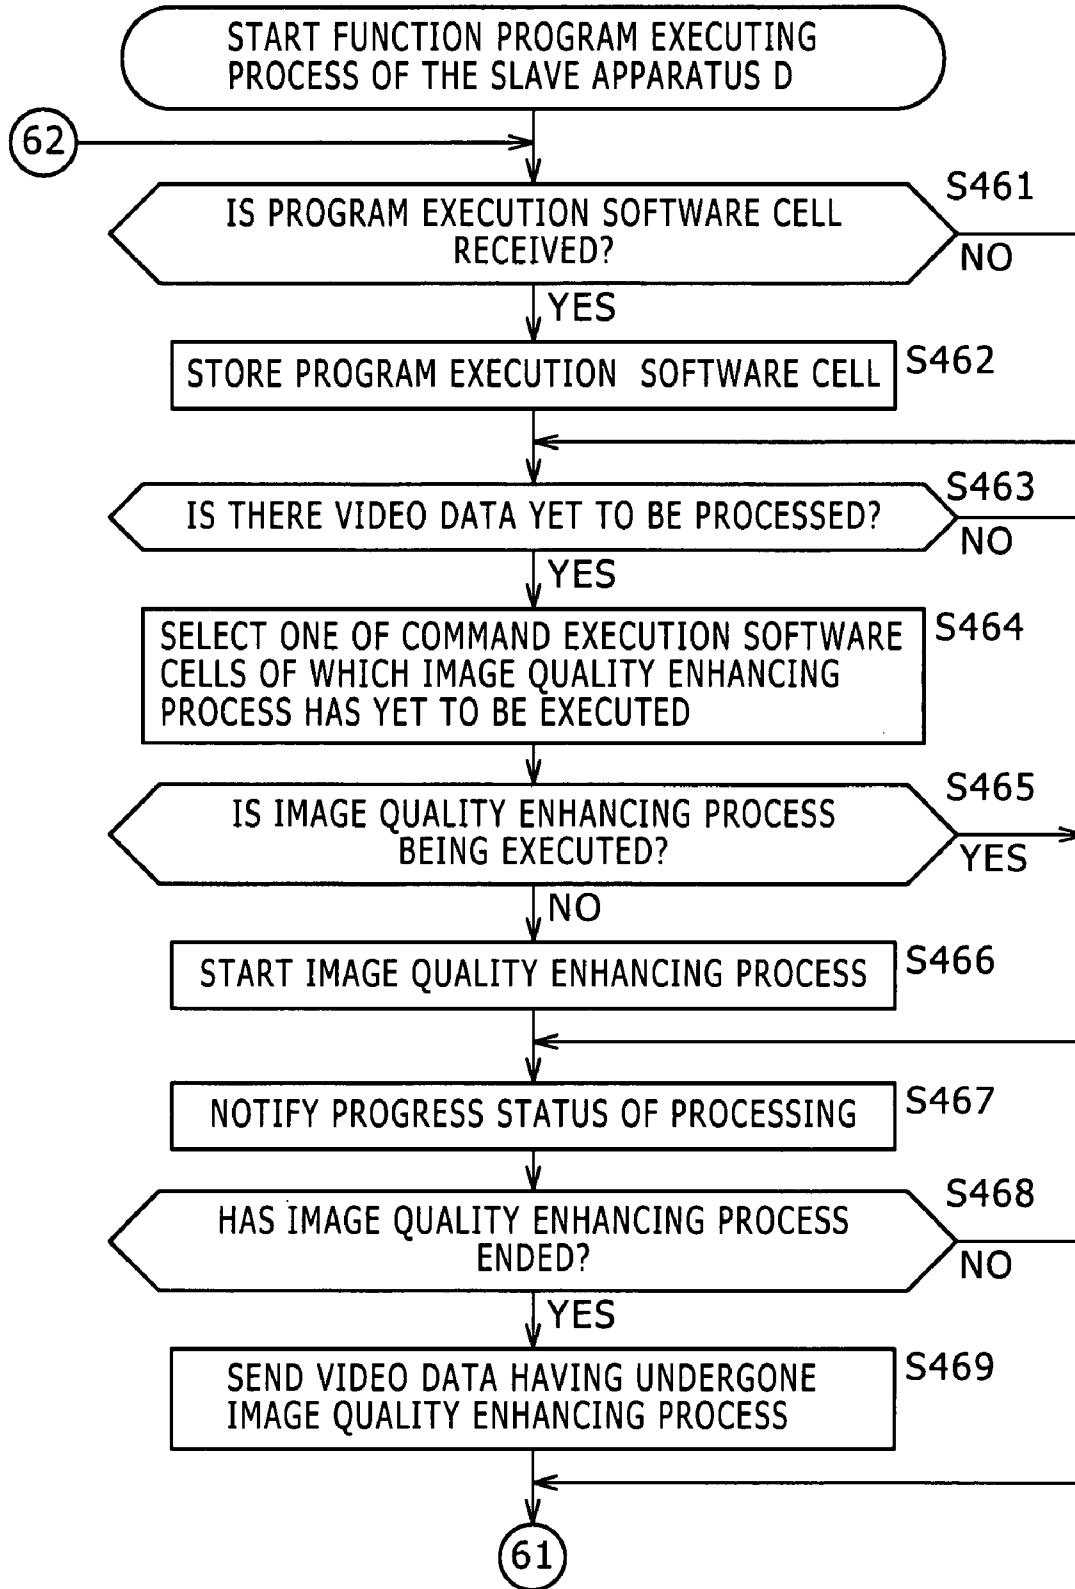 START FUNCTION PROGRAM EXECUTING
PROCESS OF THE SLAVE APPARATUS D
62
IS PROGRAM EXECUTION SOFTWARE CELL
RECEIVED?
S461
NO
YES
STORE PROGRAM EXECUTION SOFTWARE CELL
S462
IS THERE VIDEO DATA YET TO BE PROCESSED?
S463
NO
YES
SELECT ONE OF COMMAND EXECUTION SOFTWARE
CELLS OF WHICH IMAGE QUALITY ENHANCING
PROCESS HAS YET TO BE EXECUTED
S464
IS IMAGE QUALITY ENHANCING PROCESS
BEING EXECUTED?
S465
YES
NO
START IMAGE QUALITY ENHANCING PROCESS
S466
NOTIFY PROGRESS STATUS OF PROCESSING
S467
HAS IMAGE QUALITY ENHANCING PROCESS
ENDED?
S468
NO
YES
SEND VIDEO DATA HAVING UNDERGONE
IMAGE QUALITY ENHANCING PROCESS
S469
61